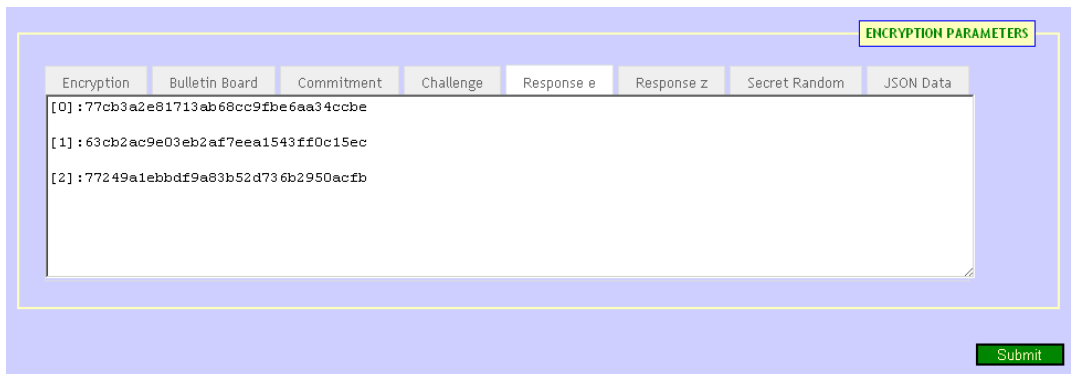 ENCRYPTION PARAMETERS
Encryption Bulletin Board Commitment Challenge Response e Response z Secret Random JSON Data
[0]:77cb3a2e81713ab68cc9fbe6aa34ccbe
[1]:63cb2ac9e03eb2af7eea1543ff0c15ec
[2]:77249a1ebbdf9a83b52d736b2950acfb
Submit